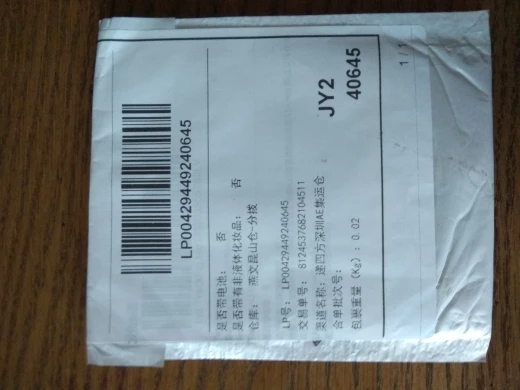 LP00429449240645
是否带电池: 否
是否带有非液体化妆品: 否
仓库: 燕文昆山仓-分拨
LP号: LP00429449240645
交易单号: 8124537682104511
渠道名称: 递四方深圳AE集运仓
合单批次号:
包裹重量 (Kg) : 0.02
JY2
40645
1 / 1